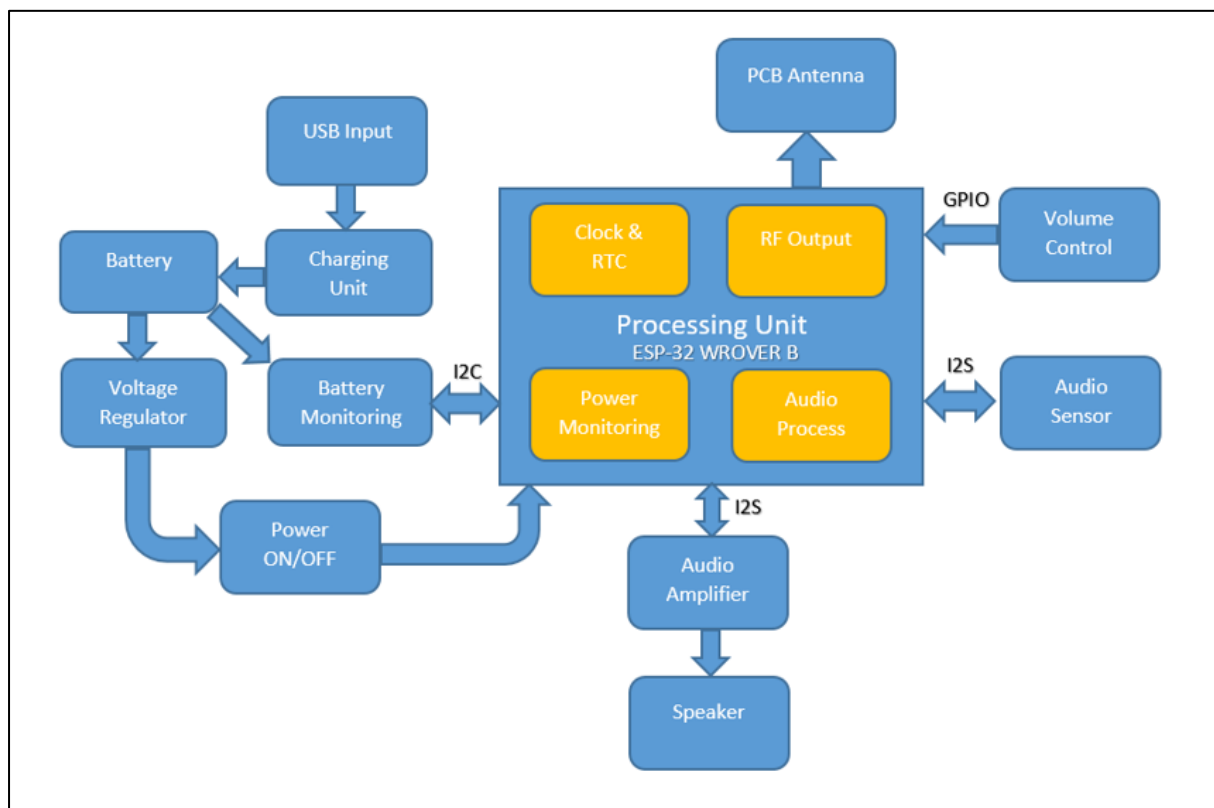 PCB Antenna
USB Input
GPIO
Volume
Control
Clock &
RTC
RF Output
Battery
Charging
Unit
Processing Unit
ESP-32 WROVER B
I2C
I2S
Voltage
Regulator
Battery
Monitoring
Power
Monitoring
Audio
Process
Audio
Sensor
I2S
Power
ON/OFF
Audio
Amplifier
Speaker